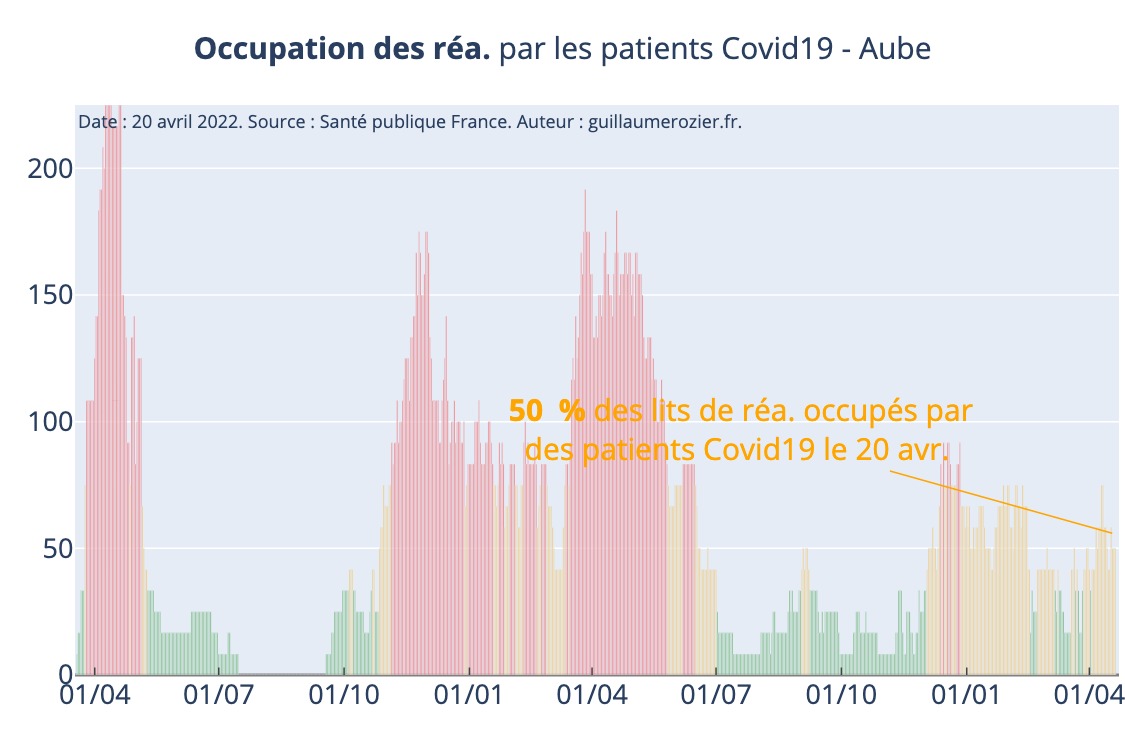 Occupation des réa. par les patients Covid19 - Aube
Date : 20 avril 2022. Source : Santé publique France. Auteur : guillaumerozier.fr.
200
150
100
50
0
50 % des lits de réa. occupés par
des patients Covid19 le 20 avr.
01/04 01/07 01/10 01/01 01/04 01/07 01/10 01/01 01/04